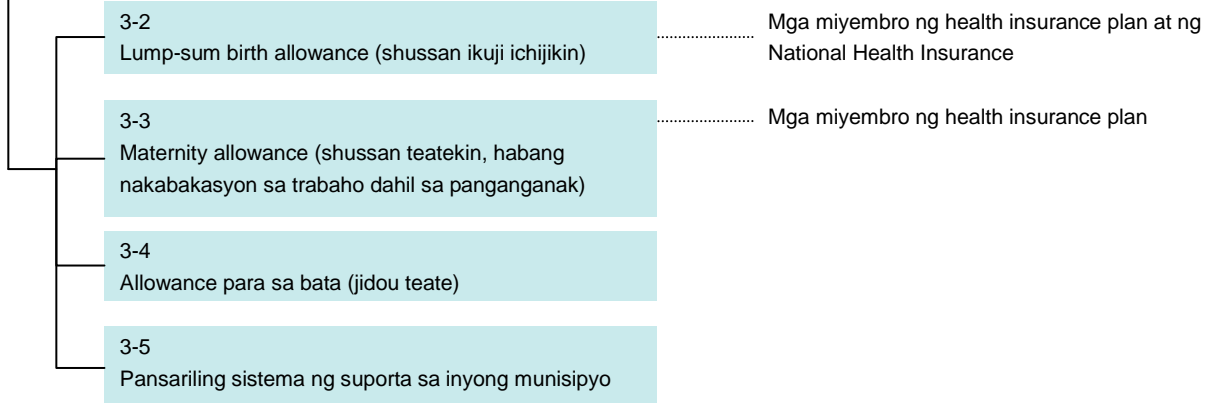 3-2
Lump-sum birth allowance (shussan ikuji ichijikin)
Mga miyembro ng health insurance plan at ng
National Health Insurance
3-3
Maternity allowance (shussan teatekin, habang
nakabakasyon sa trabaho dahil sa panganganak)
Mga miyembro ng health insurance plan
3-4
Allowance para sa bata (jidou teate)
3-5
Pansariling sistema ng suporta sa inyong munisipyo